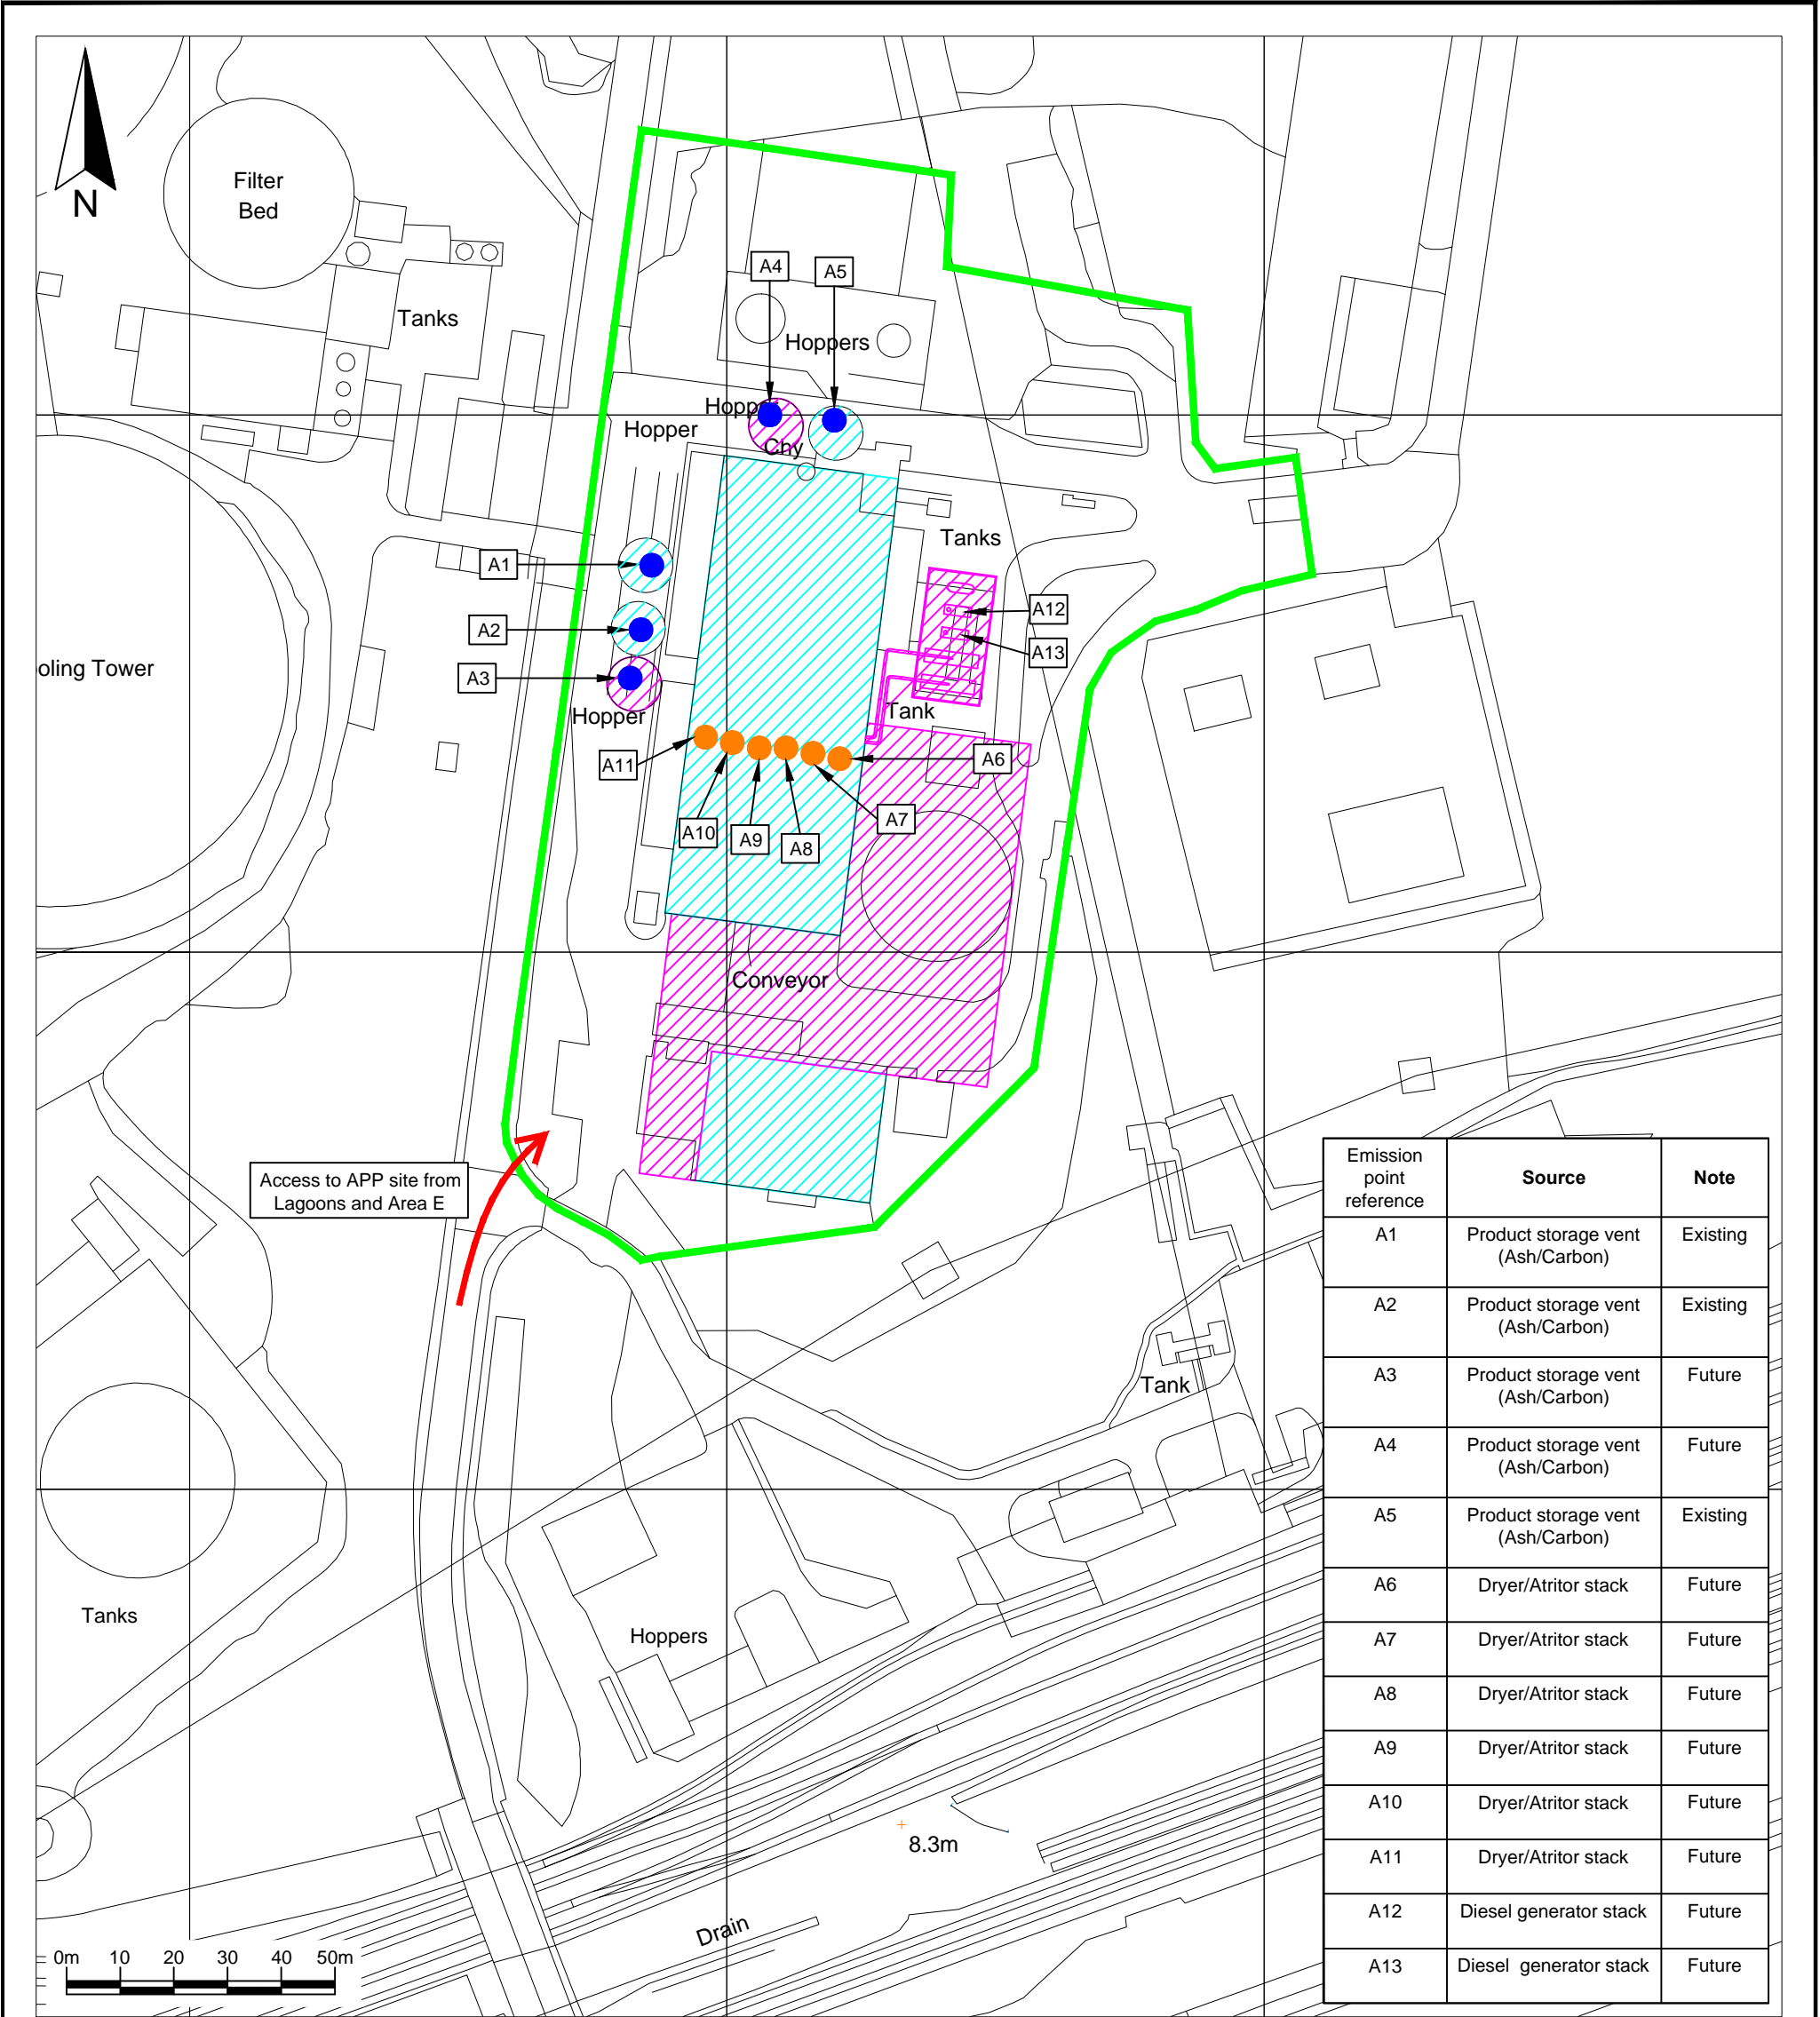 N
Filter
Bed
Tanks
A4
A5
Hoppers
Hopper
Hopper
Chy
A1
Tanks
A2
A12
A13
oling Tower
A3
Hopper
Tank
A11
A6
A10
A9
A8
A7
Conveyor
Access to APP site from
Lagoons and Area E
Tank
Tanks
Hoppers
8.3m
Drain
0m 10 20 30 40 50m
Emission
point
reference
Source
Note
A1 Product storage vent Existing
(Ash/Carbon)
A2 Product storage vent Existing
(Ash/Carbon)
A3 Product storage vent Future
(Ash/Carbon)
A4 Product storage vent Future
(Ash/Carbon)
A5 Product storage vent Existing
(Ash/Carbon)
A6 Dryer/Atritor stack Future
A7 Dryer/Atritor stack Future
A8 Dryer/Atritor stack Future
A9 Dryer/Atritor stack Future
A10 Dryer/Atritor stack Future
A11 Dryer/Atritor stack Future
A12 Diesel generator stack Future
A13 Diesel generator stack Future